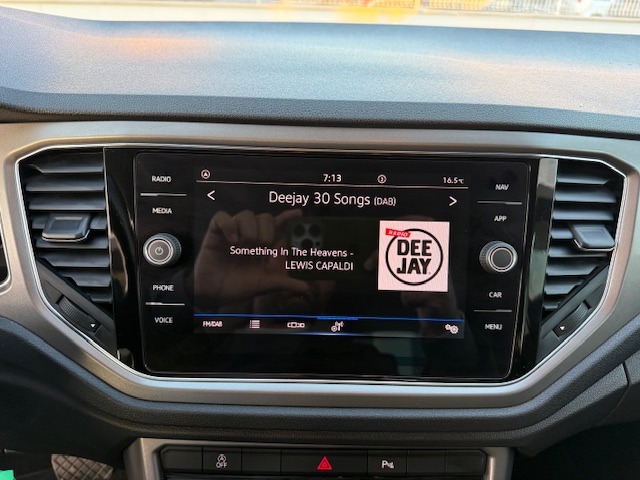 RADIO
7:13
16.5°C
NAV
< Deejay 30 Songs (DAB) >
MEDIA
APP
RADIO
DEE
JAY
Something In The Heavens -
LEWIS CAPALDI
PHONE
CAR
VOICE
FM/DAB
MENU
A
OFF
P